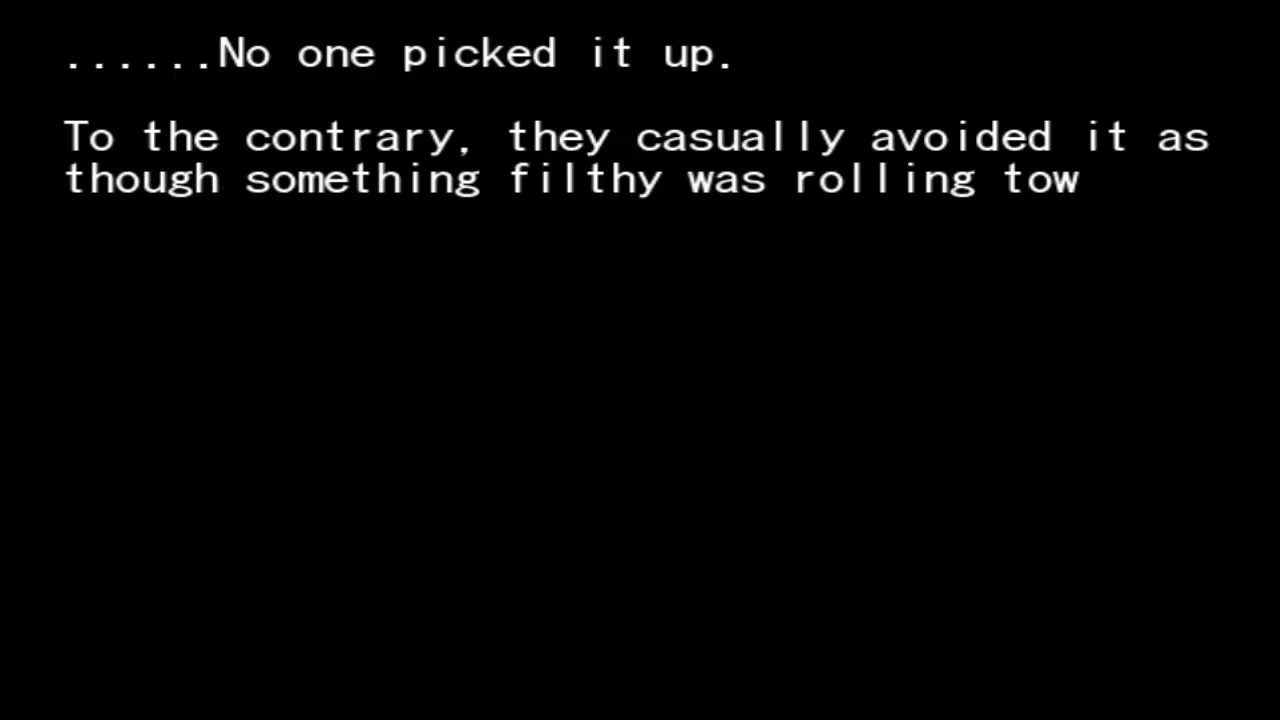 ......No one picked it up.
To the contrary, they casually avoided it as
though something filthy was rolling tow